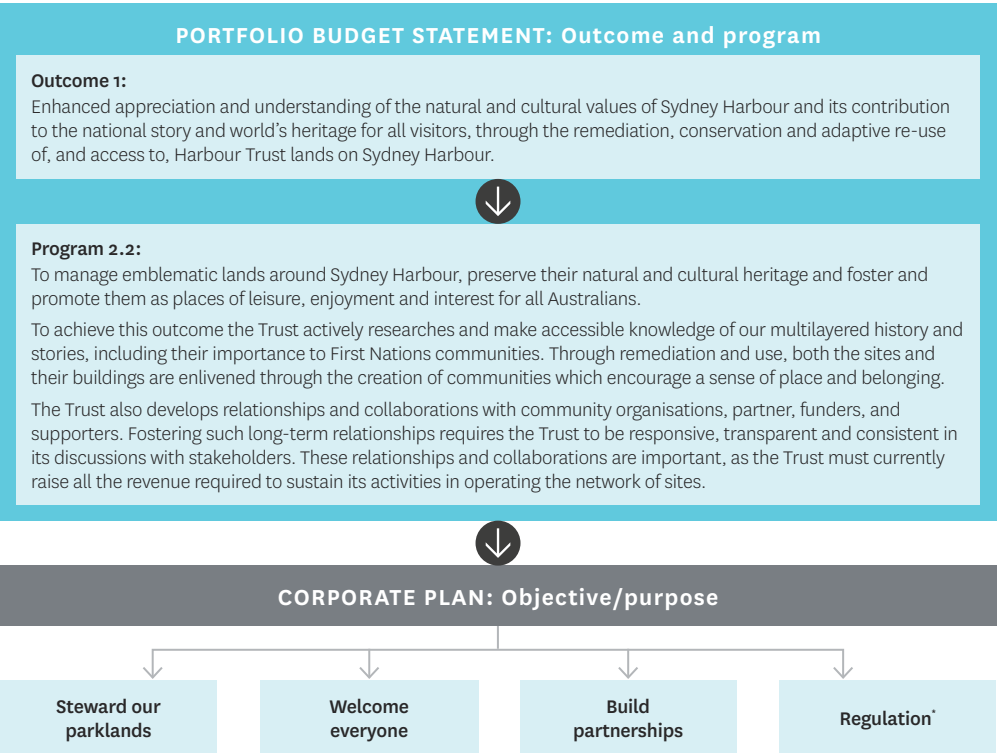 PORTFOLIO BUDGET STATEMENT: Outcome and program
Outcome 1:
Enhanced appreciation and understanding of the natural and cultural values of Sydney Harbour and its contribution
to the national story and world's heritage for all visitors, through the remediation, conservation and adaptive re-use
of, and access to, Harbour Trust lands on Sydney Harbour.
Program 2.2:
To manage emblematic lands around Sydney Harbour, preserve their natural and cultural heritage and foster and
promote them as places of leisure, enjoyment and interest for all Australians.
To achieve this outcome the Trust actively researches and make accessible knowledge of our multilayered history and
stories, including their importance to First Nations communities. Through remediation and use, both the sites and
their buildings are enlivened through the creation of communities which encourage a sense of place and belonging.
The Trust also develops relationships and collaborations with community organisations, partner, funders, and
supporters. Fostering such long-term relationships requires the Trust to be responsive, transparent and consistent in
its discussions with stakeholders. These relationships and collaborations are important, as the Trust must currently
raise all the revenue required to sustain its activities in operating the network of sites.
CORPORATE PLAN: Objective/purpose
Steward our
parklands
Welcome
everyone
Build
partnerships
Regulation*